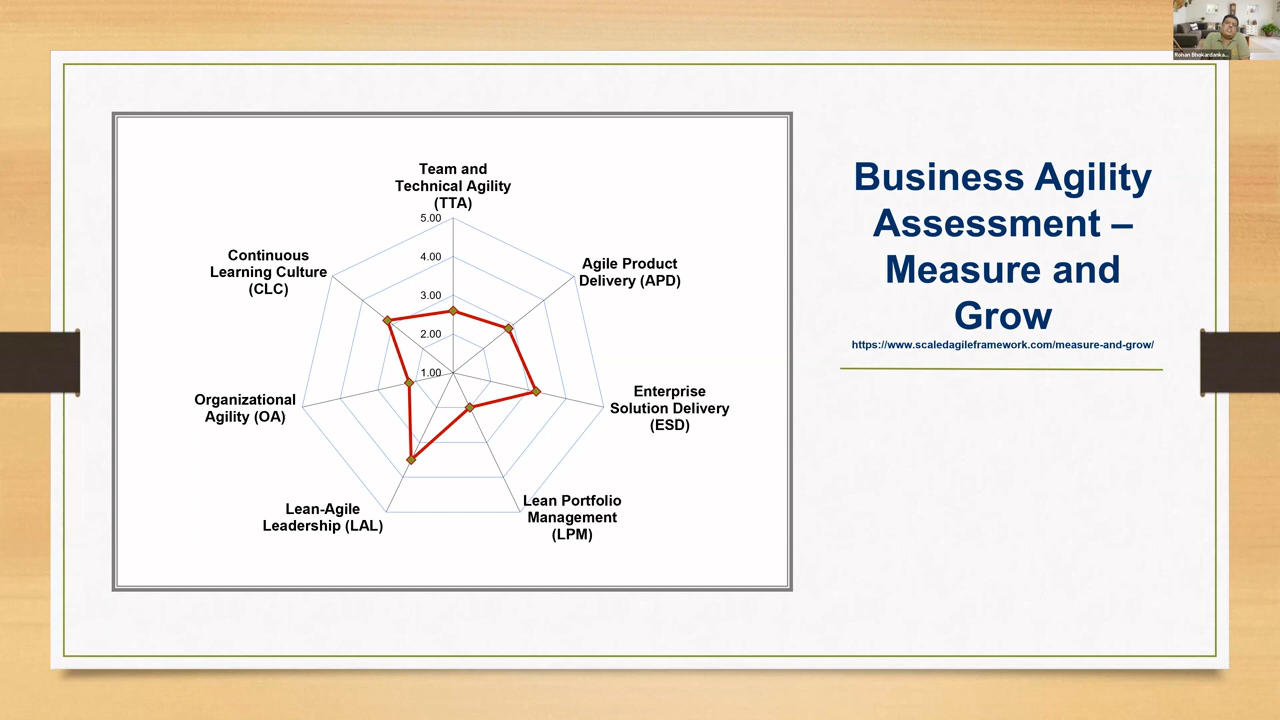 Rohan Bhokardanka...
Team and
Technical Agility
(TTA)
5.00
4.00
3.00
2.00
1.00
Agile Product
Delivery (APD)
Enterprise
Solution Delivery
(ESD)
Lean Portfolio
Management
(LPM)
Lean-Agile
Leadership (LAL)
Organizational
Agility (OA)
Continuous
Learning Culture
(CLC)
Business Agility
Assessment –
Measure and
Grow
https://www.scaledagileframework.com/measure-and-grow/